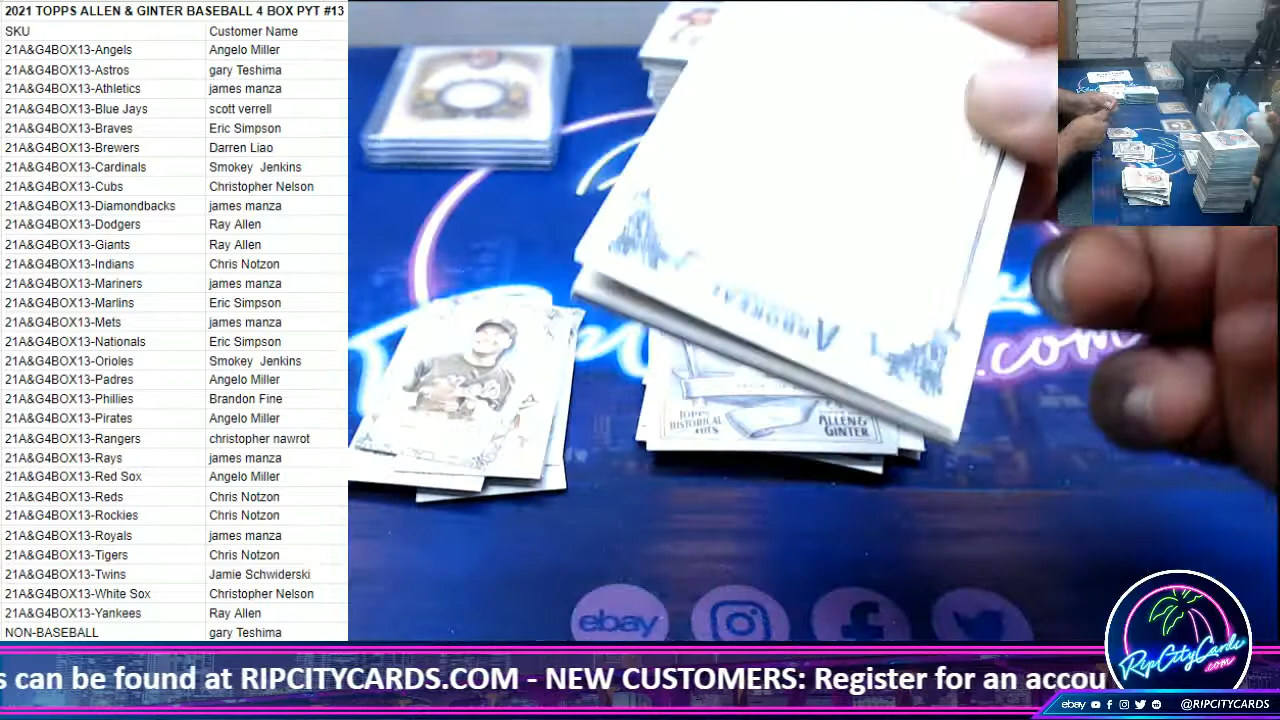 2021 TOPPS ALLEN & GINTER BASEBALL 4 BOX PYT #13
SKU Customer Name
21A&G4BOX13-Angels Angelo Miller
21A&G4BOX13-Astros gary Teshima
21A&G4BOX13-Athletics james manza
21A&G4BOX13-Blue Jays scott verrell
21A&G4BOX13-Braves Eric Simpson
21A&G4BOX13-Brewers Darren Liao
21A&G4BOX13-Cardinals Smokey  Jenkins
21A&G4BOX13-Cubs Christopher Nelson
21A&G4BOX13-Diamondbacks james manza
21A&G4BOX13-Dodgers Ray Allen
21A&G4BOX13-Giants Ray Allen
21A&G4BOX13-Indians Chris Notzon
21A&G4BOX13-Mariners james manza
21A&G4BOX13-Marlins Eric Simpson
21A&G4BOX13-Mets james manza
21A&G4BOX13-Nationals Eric Simpson
21A&G4BOX13-Orioles Smokey  Jenkins
21A&G4BOX13-Padres Angelo Miller
21A&G4BOX13-Phillies Brandon Fine
21A&G4BOX13-Pirates Angelo Miller
21A&G4BOX13-Rangers christopher nawrot
21A&G4BOX13-Rays james manza
21A&G4BOX13-Red Sox Angelo Miller
21A&G4BOX13-Reds Chris Notzon
21A&G4BOX13-Rockies Chris Notzon
21A&G4BOX13-Royals james manza
21A&G4BOX13-Tigers Chris Notzon
21A&G4BOX13-Twins Jamie Schwiderski
21A&G4BOX13-White Sox Christopher Nelson
21A&G4BOX13-Yankees Ray Allen
NON-BASEBALL gary Teshima
ARBOREAL
TOPPS
HISTORICAL
HITS
ALLEN &
GINTER
.com
ebay
RipCityCards
.com
s can be found at RIPCITYCARDS.COM - NEW CUSTOMERS: Register for an accou
ebay @RIPCITYCARDS